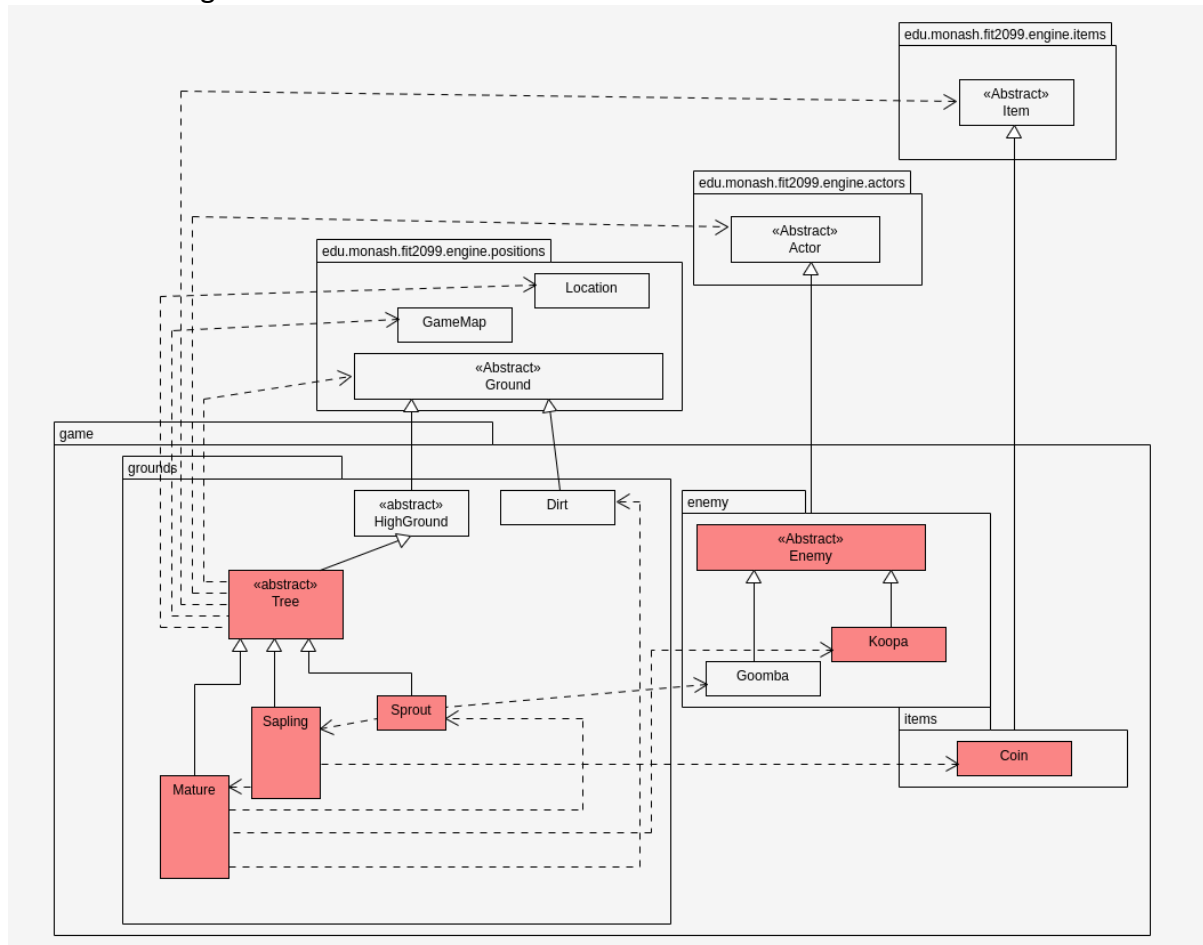 edu.monash.fit2099.engine.items
«Abstract»
Item
edu.monash.fit2099.engine.actors
«Abstract»
Actor
edu.monash.fit2099.engine.positions
Location
GameMap
«Abstract»
Ground
game
grounds
«abstract»
HighGround
Dirt
enemy
«Abstract»
Enemy
«abstract»
Tree
Koopa
Goomba
Sprout
Sapling
items
Coin
Mature